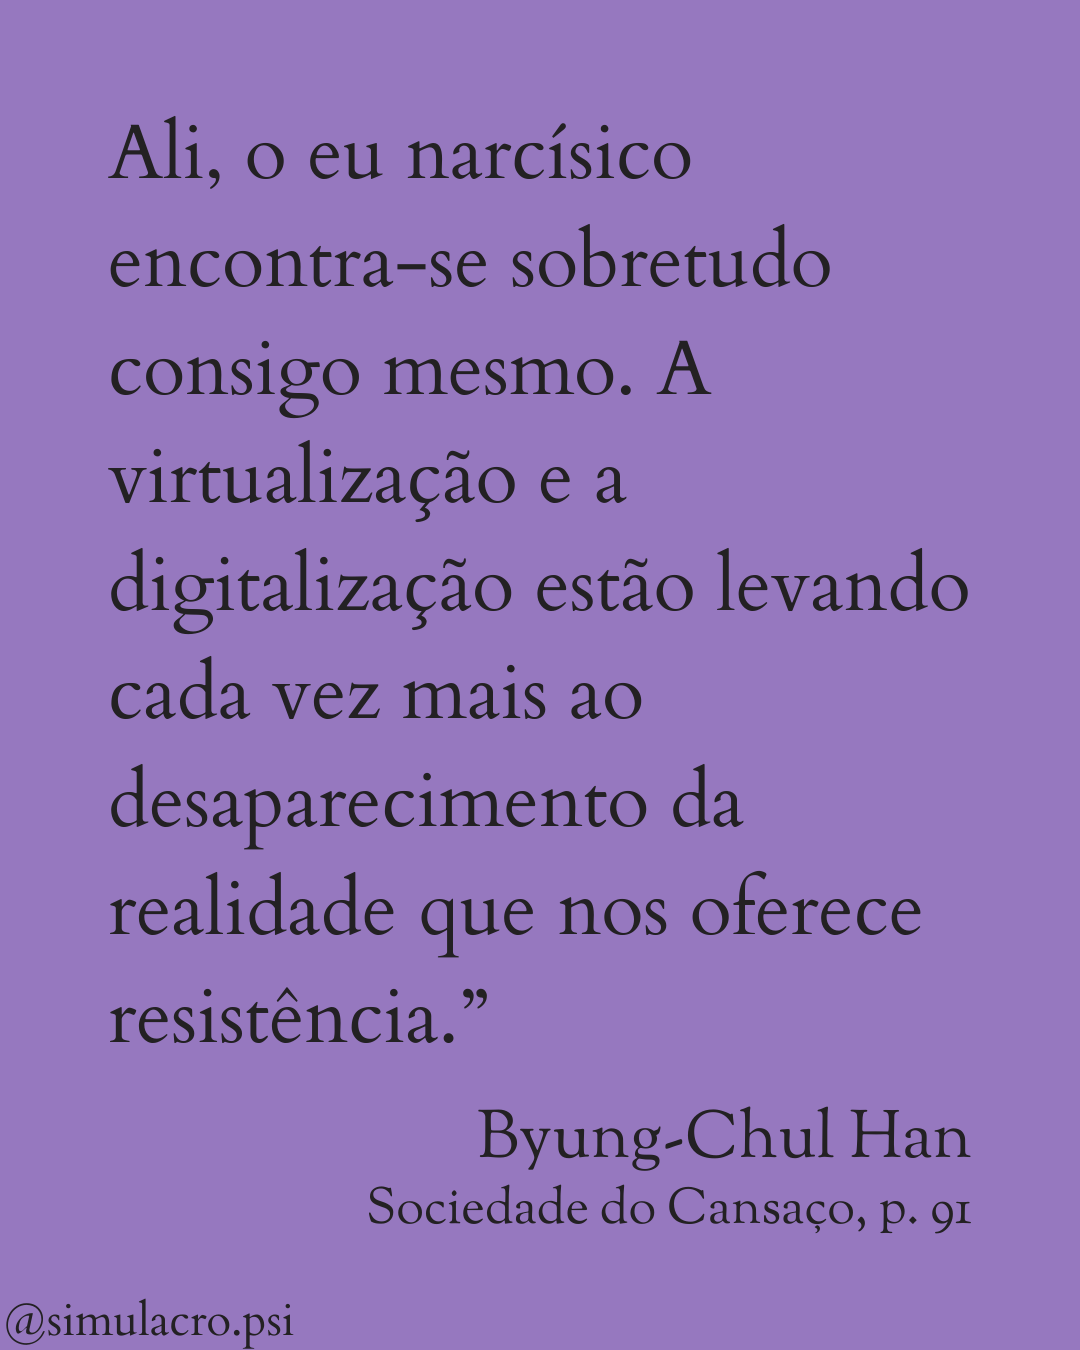 Ali, o eu narcísico
encontra-se sobretudo
consigo mesmo. A
virtualização e a
digitalização estão levando
cada vez mais ao
desaparecimento da
realidade que nos oferece
resistência.”
Byung-Chul Han
Sociedade do Cansaço, p. 91
@simulacro.psi